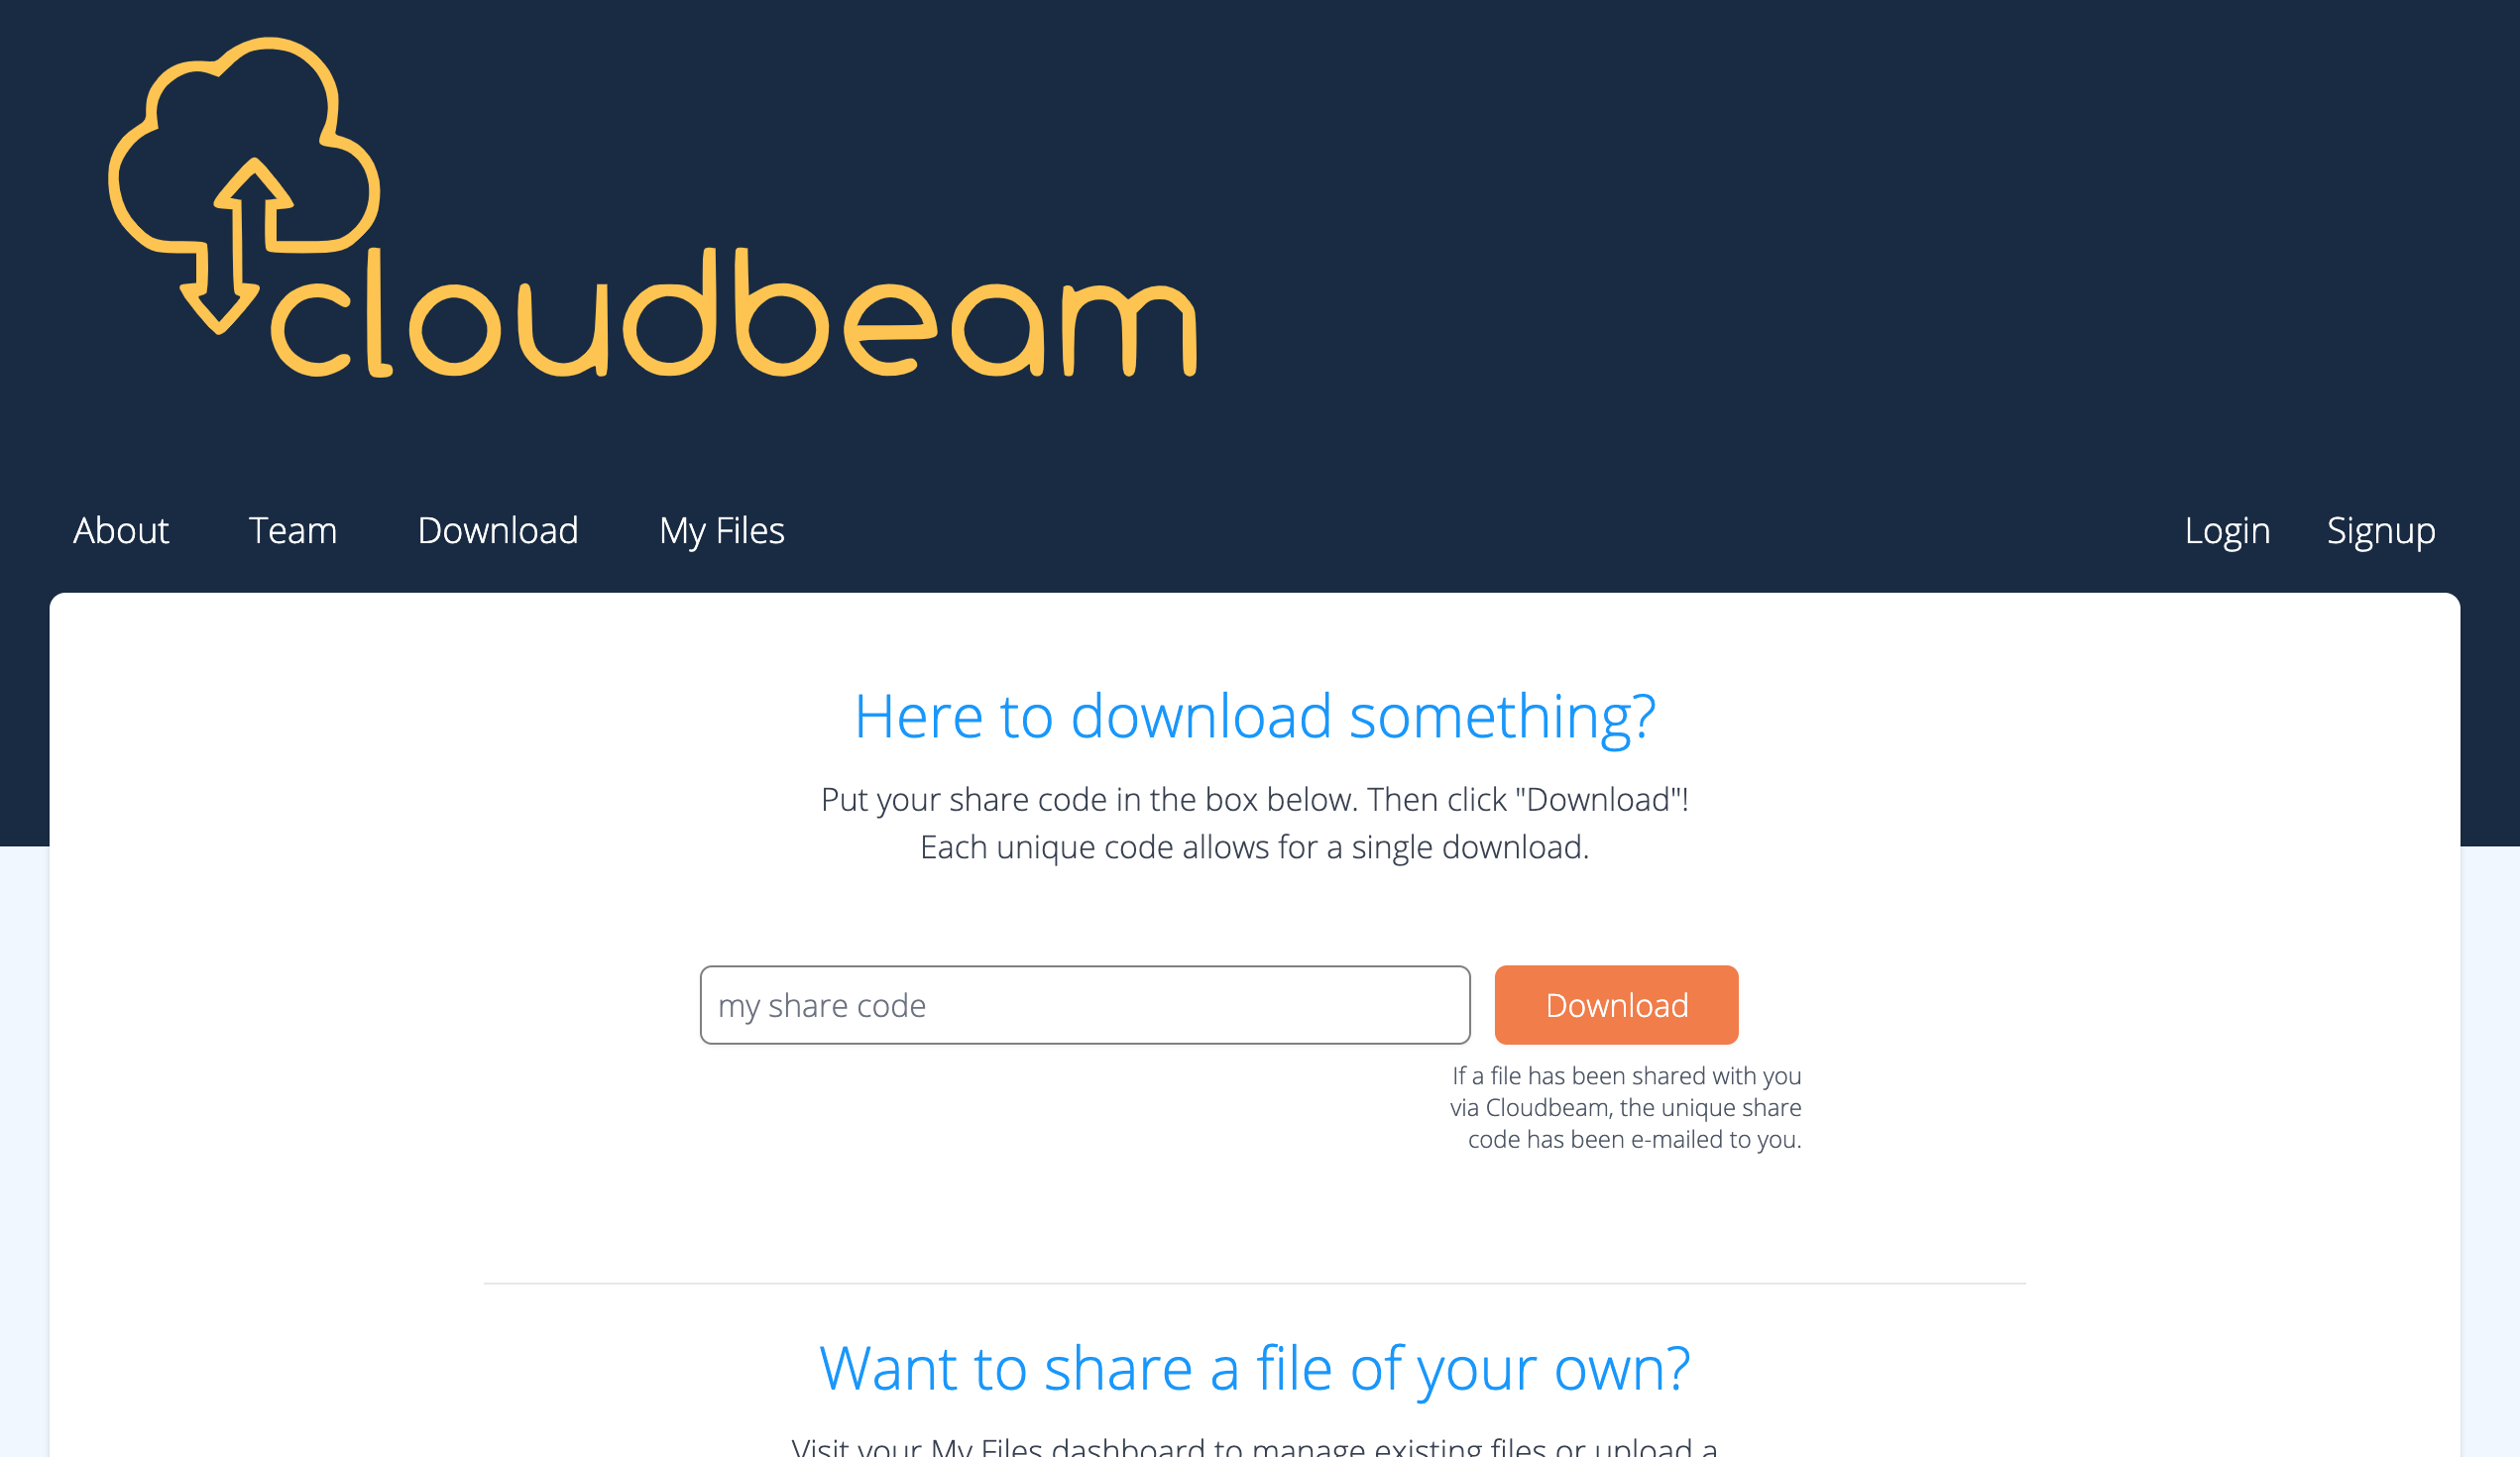 cloudbeam
About Team Download My Files Login Signup
Here to download something?
Put your share code in the box below. Then click "Download"!
Each unique code allows for a single download.
my share code Download
If a file has been shared with you
via Cloudbeam, the unique share
code has been e-mailed to you.
Want to share a file of your own?
Visit your My Files dashboard to manage existing files or upload a